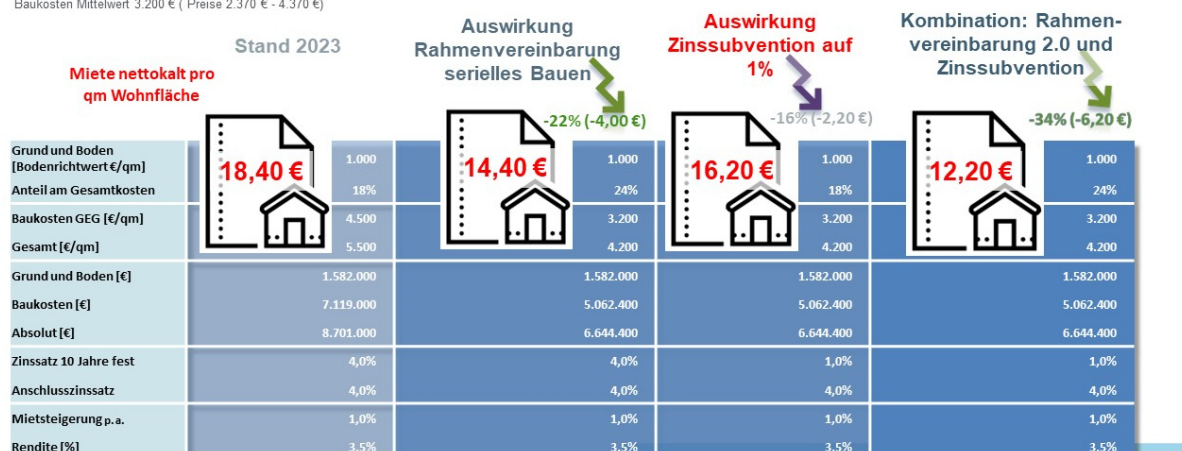 Baukosten Mittelwert 3.200 € ( Preise 2.370 € - 4.370 €)
Miete nettokalt pro
qm Wohnfläche
Stand 2023
Auswirkung
Rahmenvereinbarung
serielles Bauen
-22% (-4,00 €)
Auswirkung
Zinssubvention auf
1%
-16% (-2,20 €)
Kombination: Rahmen-
vereinbarung 2.0 und
Zinssubvention
-34% (-6,20 €)
18,40 € 14,40 € 16,20 € 12,20 €
Grund und Boden
[Bodenrichtwert €/qm] 1.000 1.000 1.000 1.000
Anteil am Gesamtkosten 18% 24% 18% 24%
Baukosten GEG [€/qm] 4.500 3.200 3.200 3.200
Gesamt [€/qm] 5.500 4.200 4.200 4.200
Grund und Boden [€] 1.582.000 1.582.000 1.582.000 1.582.000
Baukosten [€] 7.119.000 5.062.400 5.062.400 5.062.400
Absolut [€] 8.701.000 6.644.400 6.644.400 6.644.400
Zinssatz 10 Jahre fest 4,0% 4,0% 1,0% 1,0%
Anschlusszinssatz 4,0% 4,0% 4,0% 4,0%
Mietsteigerung p.a. 1,0% 1,0% 1,0% 1,0%
Rendite [%] 3,5% 3,5% 3,5% 3,5%